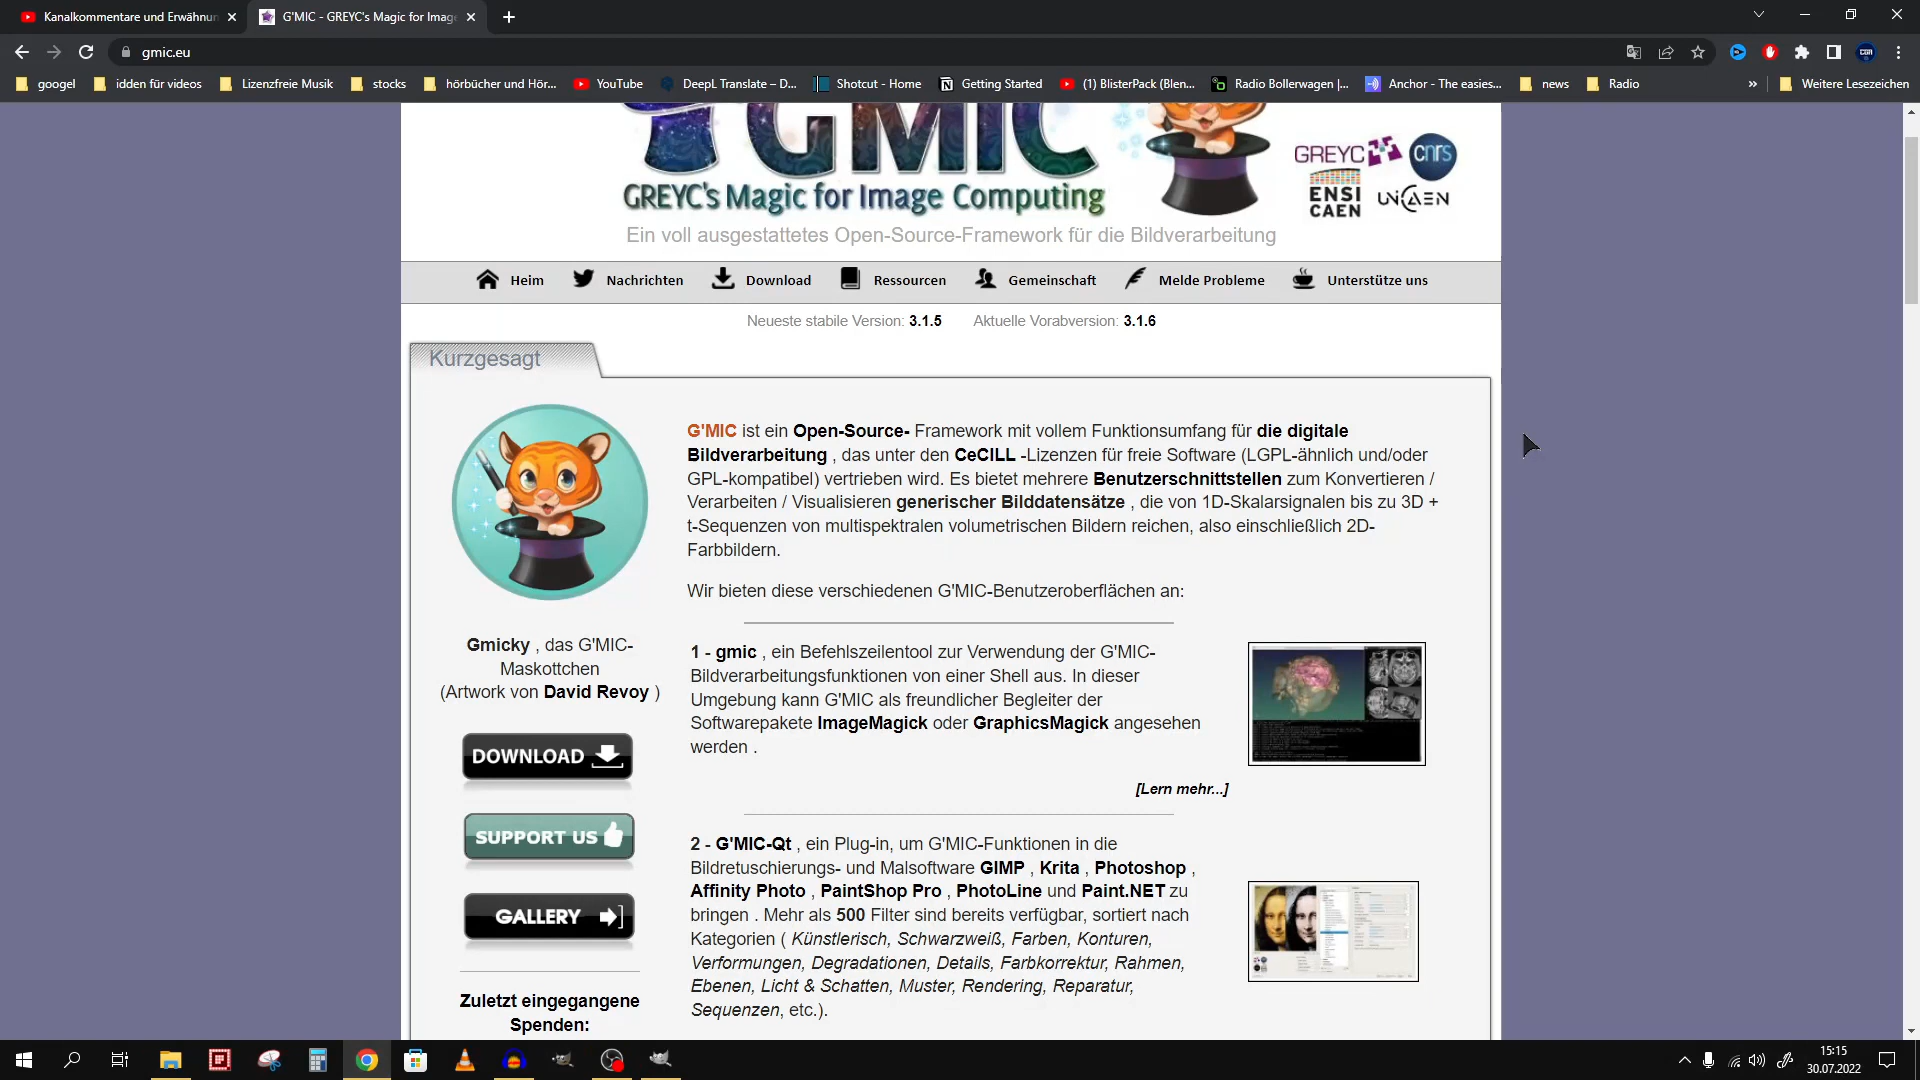 Kanalkommentare und Erwähnun
G'MIC - GREYC's Magic for Image
gmic.eu
googel
idden für videos
Lizenzfreie Musik
stocks
hörbücher und Hör...
YouTube
DeepL Translate – D...
Shotcut - Home
Getting Started
(1) BlisterPack (Blen...
Radio Bollerwagen |...
Anchor - The easies...
news
Radio
»
Weitere Lesezeichen
G'MIC
GREYC's Magic for Image Computing
GREYC
cnrs
ENSI
CAEN
UNICAEN
Ein voll ausgestattetes Open-Source-Framework für die Bildverarbeitung
Heim
Nachrichten
Download
Ressourcen
Gemeinschaft
Melde Probleme
Unterstütze uns
Neueste stabile Version: 3.1.5
Aktuelle Vorabversion: 3.1.6
Kurzgesagt
G'MIC ist ein Open-Source- Framework mit vollem Funktionsumfang für die digitale
Bildverarbeitung , das unter den CeCILL -Lizenzen für freie Software (LGPL-ähnlich und/oder
GPL-kompatibel) vertrieben wird. Es bietet mehrere Benutzerschnittstellen zum Konvertieren /
Verarbeiten / Visualisieren generischer Bilddatensätze , die von 1D-Skalarsignalen bis zu 3D +
t-Sequenzen von multispektralen volumetrischen Bildern reichen, also einschließlich 2D-
Farbbildern.
Wir bieten diese verschiedenen G'MIC-Benutzeroberflächen an:
Gmicky , das G'MIC-
Maskottchen
(Artwork von David Revoy )
DOWNLOAD
SUPPORT US
GALLERY
Zuletzt eingegangene
Spenden:
1 - gmic , ein Befehlszeilentool zur Verwendung der G'MIC-
Bildverarbeitungsfunktionen von einer Shell aus. In dieser
Umgebung kann G'MIC als freundlicher Begleiter der
Softwarepakete ImageMagick oder GraphicsMagick angesehen
werden .
[Lern mehr...]
2 - G'MIC-Qt , ein Plug-in, um G'MIC-Funktionen in die
Bildretuschierungs- und Malsoftware GIMP , Krita , Photoshop ,
Affinity Photo , PaintShop Pro , PhotoLine und Paint.NET zu
bringen . Mehr als 500 Filter sind bereits verfügbar, sortiert nach
Kategorien ( Künstlerisch, Schwarzweiß, Farben, Konturen,
Verformungen, Degradationen, Details, Farbkorrektur, Rahmen,
Ebenen, Licht & Schatten, Muster, Rendering, Reparatur,
Sequenzen, etc.).
15:15
30.07.2022